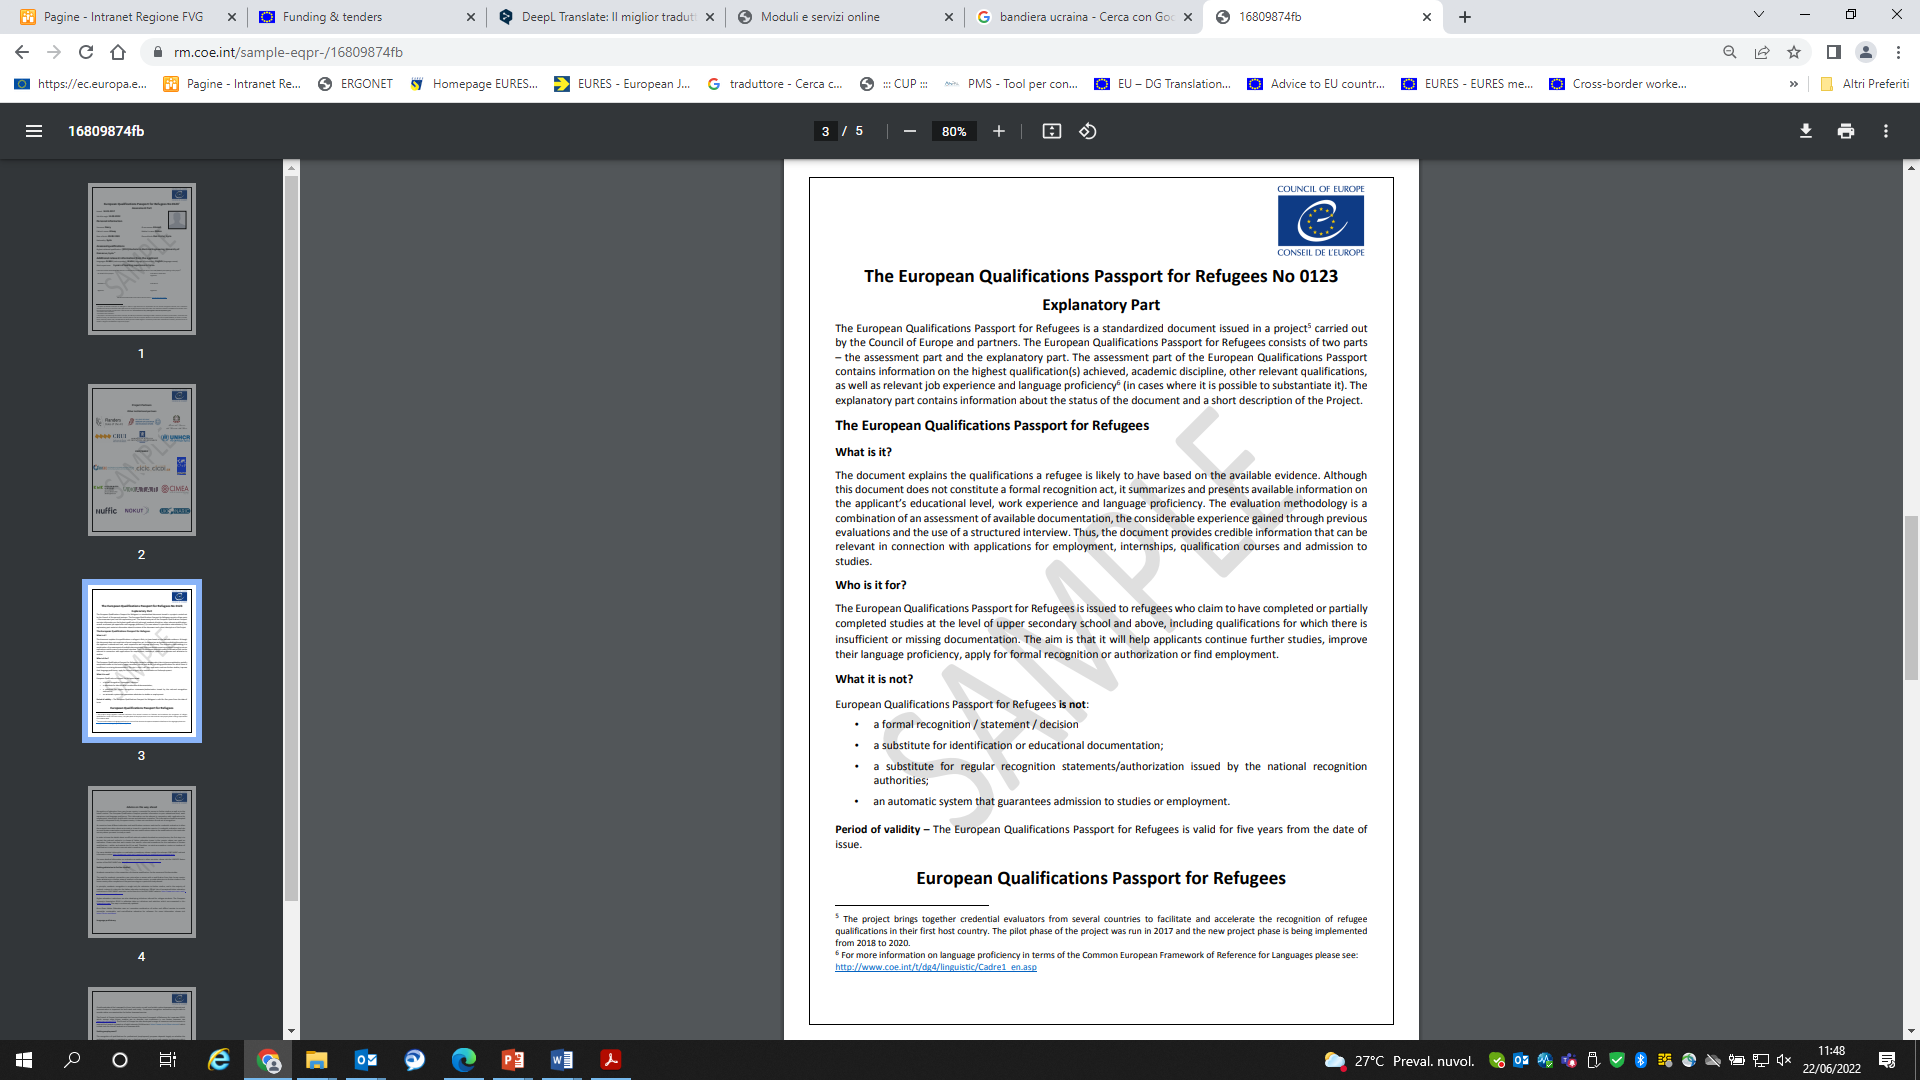 Pagine - Intranet Regione FVG
Funding & tenders
DeepL Translate: Il miglior tradut
Moduli e servizi online
bandiera ucraina - Cerca con Goo
16809874fb
rm.coe.int/sample-eqpr-/16809874fb
https://ec.europa.e...
Pagine - Intranet Re...
ERGONET
Homepage EURES...
EURES - European J...
traduttore - Cerca c...
::: CUP :::
PMS - Tool per con...
EU – DG Translation...
Advice to EU countr...
EURES - EURES me...
Cross-border worke...
»
Altri Preferiti
16809874fb
3 / 5
80%
1
2
3
4
COUNCIL OF EUROPE
CONSEIL DE L'EUROPE
The European Qualifications Passport for Refugees No 0123
Explanatory Part
The European Qualifications Passport for Refugees is a standardized document issued in a project5 carried out
by the Council of Europe and partners. The European Qualifications Passport for Refugees consists of two parts
– the assessment part and the explanatory part. The assessment part of the European Qualifications Passport
contains information on the highest qualification(s) achieved, academic discipline, other relevant qualifications,
as well as relevant job experience and language proficiency6 (in cases where it is possible to substantiate it). The
explanatory part contains information about the status of the document and a short description of the Project.
The European Qualifications Passport for Refugees
What is it?
The document explains the qualifications a refugee is likely to have based on the available evidence. Although
this document does not constitute a formal recognition act, it summarizes and presents available information on
the applicant's educational level, work experience and language proficiency. The evaluation methodology is a
combination of an assessment of available documentation, the considerable experience gained through previous
evaluations and the use of a structured interview. Thus, the document provides credible information that can be
relevant in connection with applications for employment, internships, qualification courses and admission to
studies.
Who is it for?
The European Qualifications Passport for Refugees is issued to refugees who claim to have completed or partially
completed studies at the level of upper secondary school and above, including qualifications for which there is
insufficient or missing documentation. The aim is that it will help applicants continue further studies, improve
their language proficiency, apply for formal recognition or authorization or find employment.
What it is not?
European Qualifications Passport for Refugees is not:
• a formal recognition / statement / decision
• a substitute for identification or educational documentation;
• a substitute for regular recognition statements/authorization issued by the national recognition
authorities;
• an automatic system that guarantees admission to studies or employment.
Period of validity – The European Qualifications Passport for Refugees is valid for five years from the date of
issue.
European Qualifications Passport for Refugees
5 The project brings together credential evaluators from several countries to facilitate and accelerate the recognition of refugee
qualifications in their first host country. The pilot phase of the project was run in 2017 and the new project phase is being implemented
from 2018 to 2020.
6 For more information on language proficiency in terms of the Common European Framework of Reference for Languages please see:
http://www.coe.int/t/dg4/linguistic/Cadre1_en.asp
SAMPLE
27°C Preval. nuvol.
11:48
22/06/2022